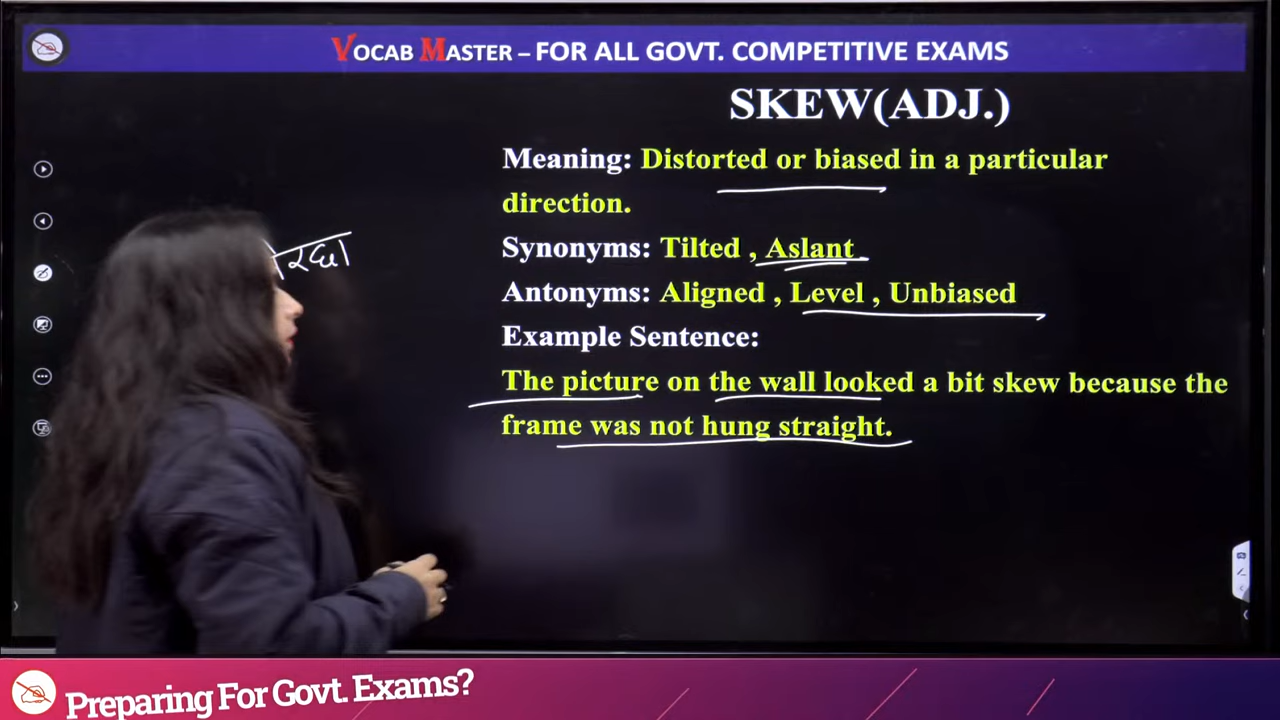 VOCAB MASTER – FOR ALL GOVT. COMPETITIVE EXAMS
SKEW(ADJ.)
Meaning: Distorted or biased in a particular
direction.
Synonyms: Tilted , Aslant
Antonyms: Aligned , Level , Unbiased
Example Sentence:
The picture on the wall looked a bit skew because the
frame was not hung straight.
Preparing For Govt. Exams?